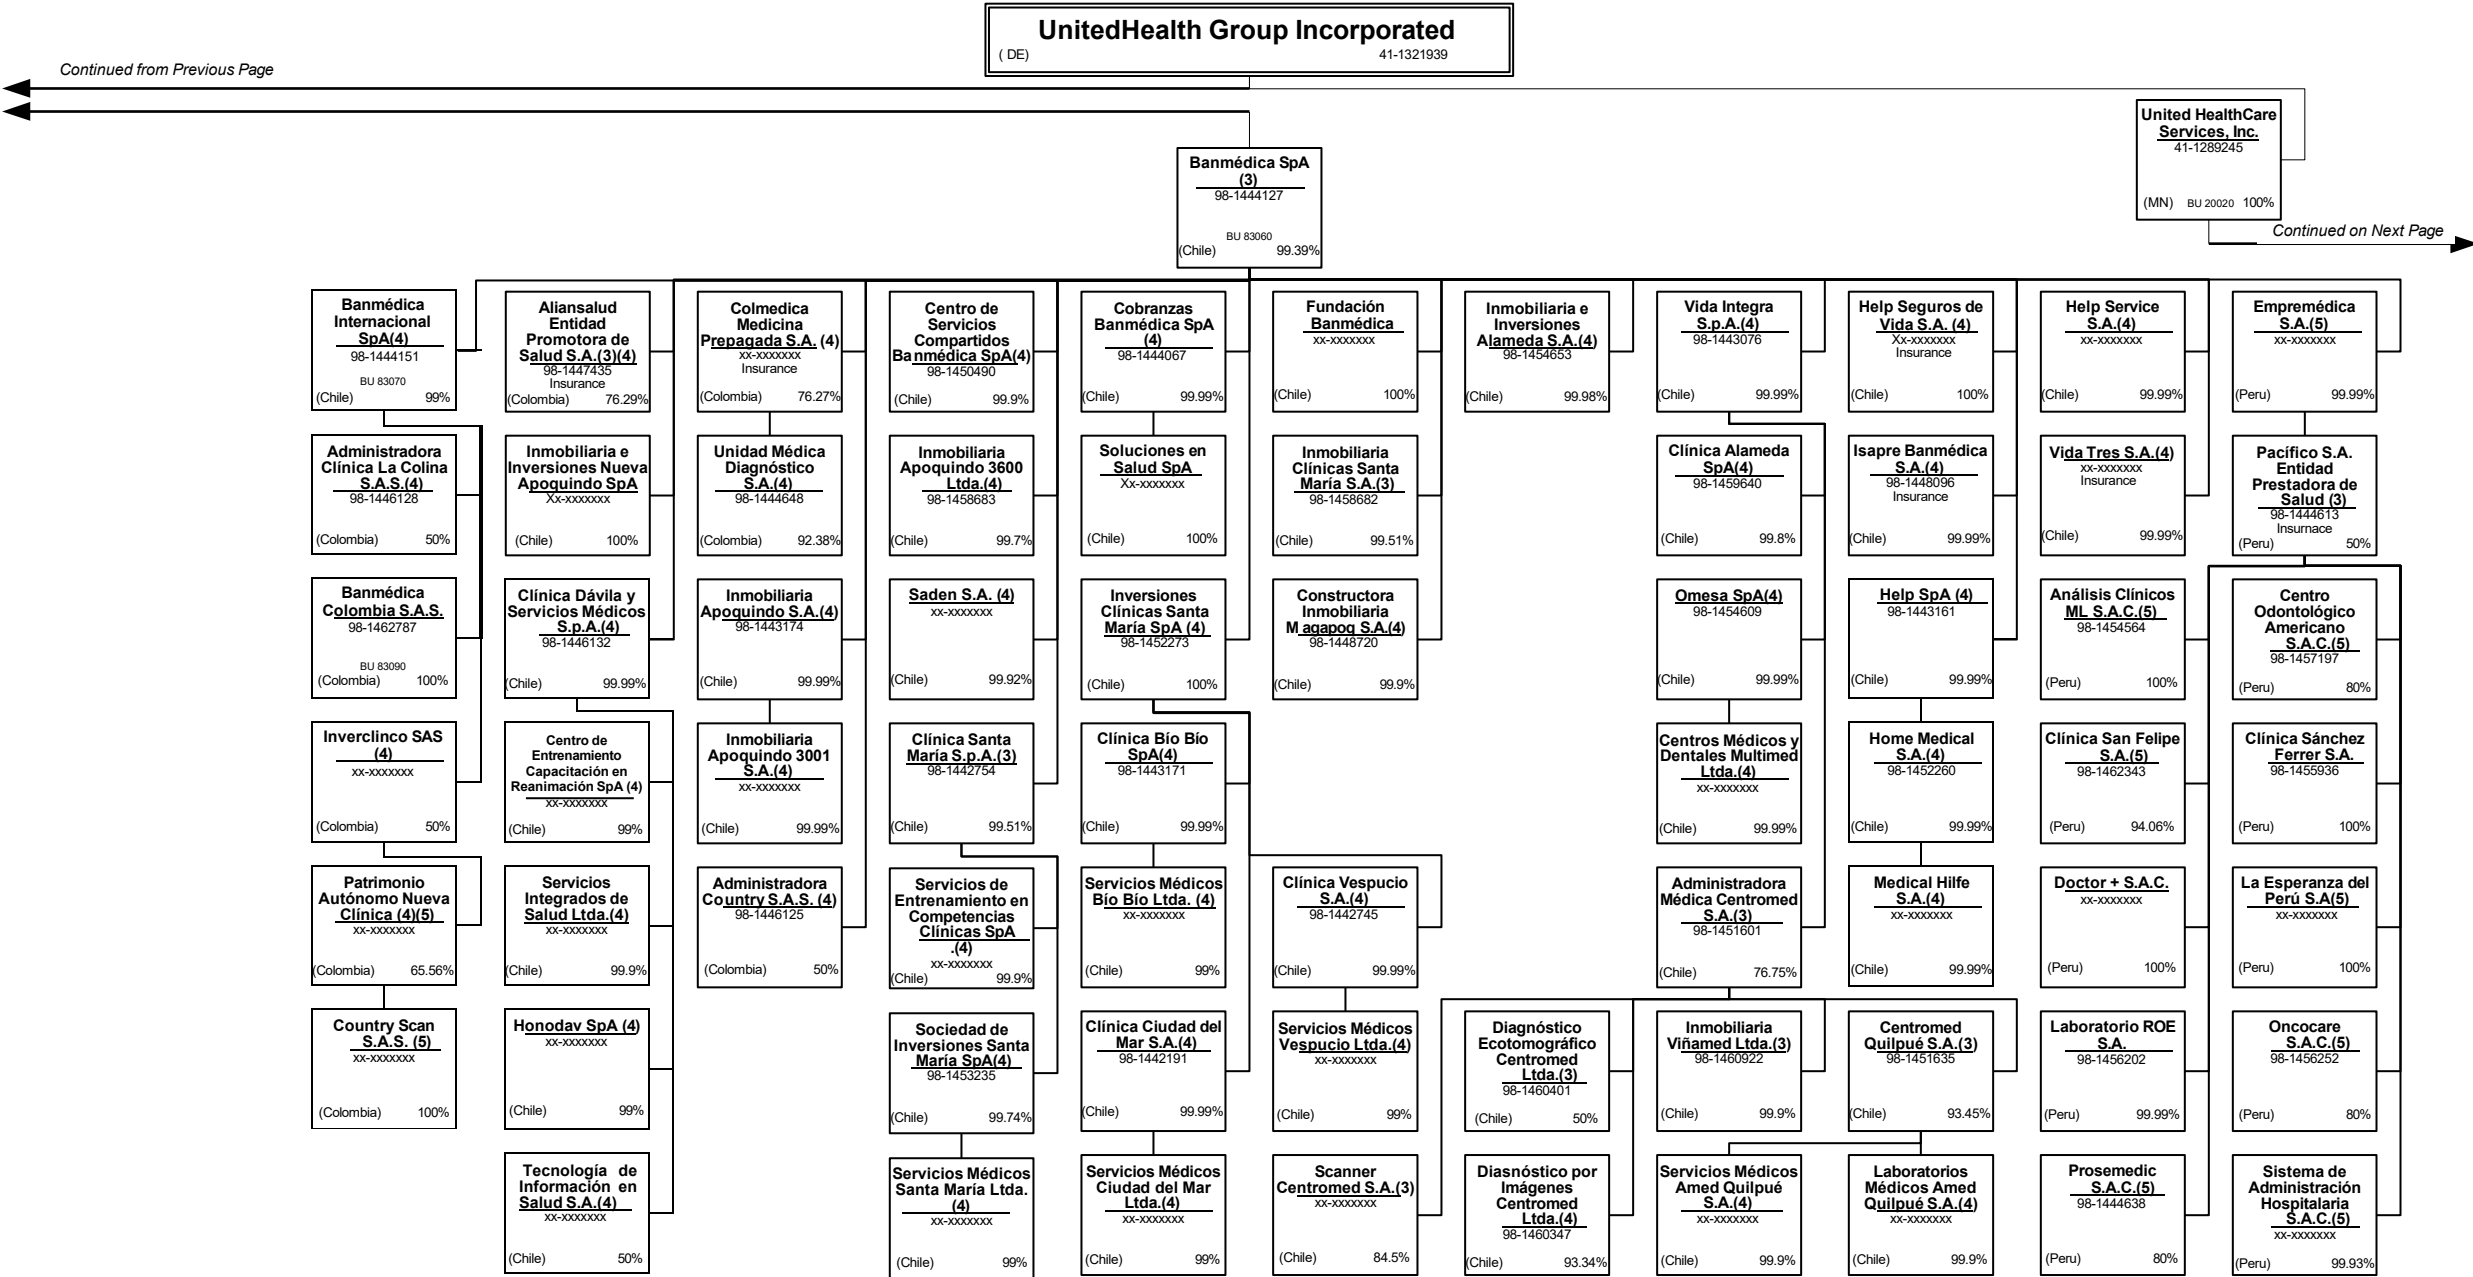 UnitedHealth Group Incorporated
( DE)
41-1321939
Continued from Previous Page
United HealthCare
Services, Inc.
41-1289245
(MN) BU 20020 100%
Continued on Next Page
Banmédica SpA
(3)
98-1444127
BU 83060
(Chile) 99.39%
Banmédica
Internacional
SpA(4)
98-1444151
BU 83070
(Chile) 99%
Aliansalud
Entidad
Promotora de
Salud S.A.(3)(4)
98-1447435
Insurance
(Colombia) 76.29%
Colmedica
Medicina
Prepagada S.A. (4)
xx-xxxxxxx
Insurance
(Colombia) 76.27%
Centro de
Servicios
Compartidos
Banmédica SpA(4)
98-1450490
(Chile) 99.9%
Cobranzas
Banmédica SpA
(4)
98-1444067
(Chile) 99.99%
Fundación
Banmédica
xx-xxxxxxx
(Chile) 100%
Inmobiliaria e
Inversiones
Alameda S.A.(4)
98-1454653
(Chile) 99.98%
Vida Integra
S.p.A.(4)
98-1443076
(Chile) 99.99%
Help Seguros de
Vida S.A. (4)
Xx-xxxxxxx
Insurance
(Chile) 100%
Help Service
S.A.(4)
xx-xxxxxxx
(Chile) 99.99%
Empremédica
S.A.(5)
xx-xxxxxxx
(Peru) 99.99%
Administradora
Clínica La Colina
S.A.S.(4)
98-1446128
(Colombia) 50%
Inmobiliaria e
Inversiones Nueva
Apoquindo SpA
Xx-xxxxxxx
(Chile) 100%
Unidad Médica
Diagnóstico
S.A.(4)
98-1444648
(Colombia) 92.38%
Inmobiliaria
Apoquindo 3600
Ltda.(4)
98-1458683
(Chile) 99.7%
Soluciones en
Salud SpA
Xx-xxxxxxx
(Chile) 100%
Inmobiliaria
Clínicas Santa
María S.A.(3)
98-1458682
(Chile) 99.51%
Clínica Alameda
SpA(4)
98-1459640
(Chile) 99.8%
Isapre Banmédica
S.A.(4)
98-1448096
Insurance
(Chile) 99.99%
Vida Tres S.A.(4)
xx-xxxxxxx
Insurance
(Chile) 99.99%
Pacífico S.A.
Entidad
Prestadora de
Salud (3)
98-1444613
Insurnace
(Peru) 50%
Banmédica
Colombia S.A.S.
98-1462787
BU 83090
(Colombia) 100%
Clínica Dávila y
Servicios Médicos
S.p.A.(4)
98-1446132
(Chile) 99.99%
Inmobiliaria
Apoquindo S.A.(4)
98-1443174
(Chile) 99.99%
Saden S.A. (4)
xx-xxxxxxx
(Chile) 99.92%
Inversiones
Clínicas Santa
María SpA (4)
98-1452273
(Chile) 100%
Constructora
Inmobiliaria
Magapoq S.A.(4)
98-1448720
(Chile) 99.9%
Omesa SpA(4)
98-1454609
(Chile) 99.99%
Help SpA (4)
98-1443161
(Chile) 99.99%
Análisis Clínicos
ML S.A.C.(5)
98-1454564
(Peru) 100%
Centro
Odontológico
Americano
S.A.C.(5)
98-1457197
(Peru) 80%
Inverclinco SAS
(4)
xx-xxxxxxx
(Colombia) 50%
Centro de
Entrenamiento
Capacitación en
Reanimación SpA (4)
xx-xxxxxxx
(Chile) 99%
Inmobiliaria
Apoquindo 3001
S.A.(4)
xx-xxxxxxx
(Chile) 99.99%
Clínica Santa
María S.p.A.(3)
98-1442754
(Chile) 99.51%
Clínica Bío Bío
SpA(4)
98-1443171
(Chile) 99.99%
Centros Médicos y
Dentales Multimed
Ltda.(4)
xx-xxxxxxx
(Chile) 99.99%
Home Medical
S.A.(4)
98-1452260
(Chile) 99.99%
Clínica San Felipe
S.A.(5)
98-1462343
(Peru) 94.06%
Clínica Sánchez
Ferrer S.A.
98-1455936
(Peru) 100%
Patrimonio
Autónomo Nueva
Clínica (4)(5)
xx-xxxxxxx
(Colombia) 65.56%
Servicios
Integrados de
Salud Ltda.(4)
xx-xxxxxxx
(Chile) 99.9%
Administradora
Country S.A.S. (4)
98-1446125
(Colombia) 50%
Servicios de
Entrenamiento en
Competencias
Clínicas SpA
.(4)
xx-xxxxxxx
(Chile) 99.9%
Servicios Médicos
Bío Bío Ltda. (4)
xx-xxxxxxx
(Chile) 99%
Clínica Vespucio
S.A.(4)
98-1442745
(Chile) 99.99%
Administradora
Médica Centromed
S.A.(3)
98-1451601
(Chile) 76.75%
Medical Hilfe
S.A.(4)
xx-xxxxxxx
(Chile) 99.99%
Doctor + S.A.C.
xx-xxxxxxx
(Peru) 100%
La Esperanza del
Perú S.A(5)
xx-xxxxxxx
(Peru) 100%
Country Scan
S.A.S. (5)
xx-xxxxxxx
(Colombia) 100%
Honodav SpA (4)
xx-xxxxxxx
(Chile) 99%
Sociedad de
Inversiones Santa
María SpA(4)
98-1453235
(Chile) 99.74%
Clínica Ciudad del
Mar S.A.(4)
98-1442191
(Chile) 99.99%
Servicios Médicos
Vespucio Ltda.(4)
xx-xxxxxxx
(Chile) 99%
Diagnóstico
Ecotomográfico
Centromed
Ltda.(3)
98-1460401
(Chile) 50%
Inmobiliaria
Viñamed Ltda.(3)
98-1460922
(Chile) 99.9%
Centromed
Quilpué S.A.(3)
98-1451635
(Chile) 93.45%
Laboratorio ROE
S.A.
98-1456202
(Peru) 99.99%
Oncocare
S.A.C.(5)
98-1456252
(Peru) 80%
Tecnología de
Información en
Salud S.A.(4)
xx-xxxxxxx
(Chile) 50%
Servicios Médicos
Santa María Ltda.
(4)
xx-xxxxxxx
(Chile) 99%
Servicios Médicos
Ciudad del Mar
Ltda.(4)
xx-xxxxxxx
(Chile) 99%
Scanner
Centromed S.A.(3)
xx-xxxxxxx
(Chile) 84.5%
Diasnóstico por
Imágenes
Centromed
Ltda.(4)
98-1460347
(Chile) 93.34%
Servicios Médicos
Amed Quilpué
S.A.(4)
xx-xxxxxxx
(Chile) 99.9%
Laboratorios
Médicos Amed
Quilpué S.A.(4)
xx-xxxxxxx
(Chile) 99.9%
Prosemedic
S.A.C.(5)
98-1444638
(Peru) 80%
Sistema de
Administración
Hospitalaria
S.A.C.(5)
xx-xxxxxxx
(Peru) 99.93%